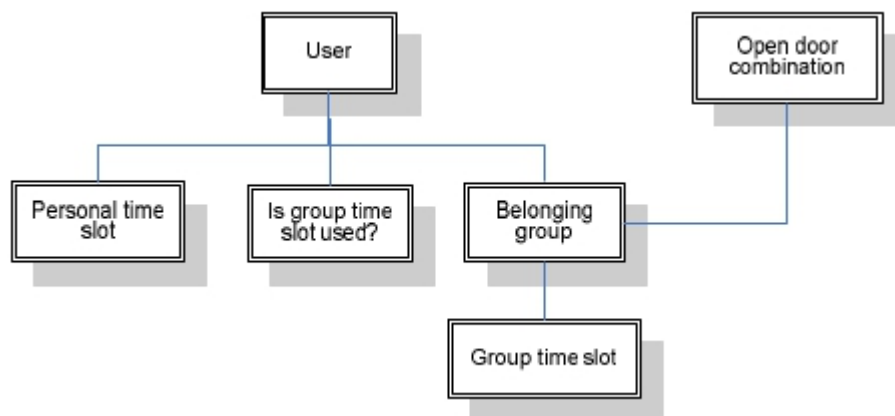 User
Open door
combination
Personal time
slot
Is group time
slot used?
Belonging
group
Group time slot